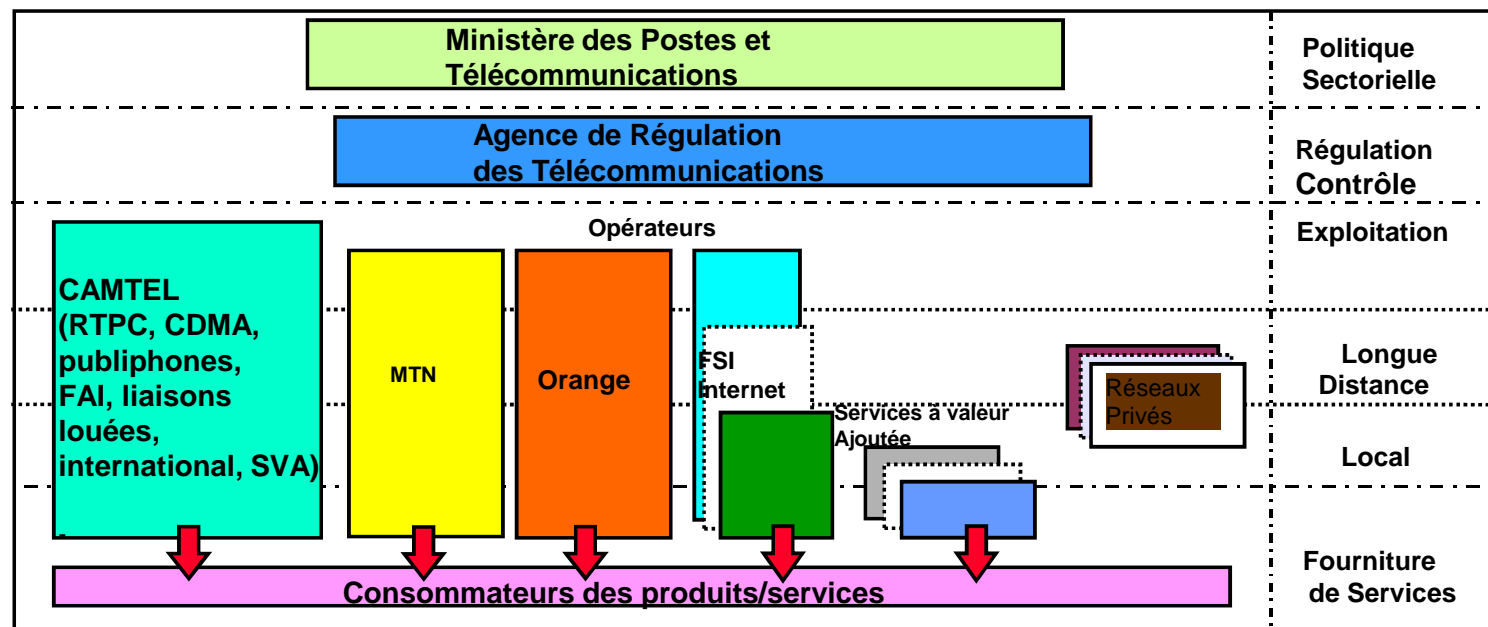 Ministère des Postes et
Télécommunications
Politique
Sectorielle
Agence de Régulation
des Télécommunications
Régulation
Contrôle
Opérateurs
Exploitation
CAMTEL
(RTPC, CDMA,
publiphones,
FAI, liaisons
louées,
international, SVA)
MTN
Orange
FSI
Internet
Services à valeur
Ajoutée
Réseaux
Privés
Longue
Distance
Local
Consommateurs des produits/services
Fourniture
de Services